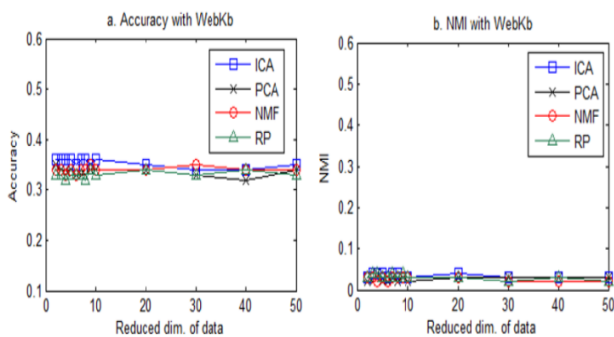 a. Accuracy with WebKb
0.6
0.5
0.4
0.3
0.2
0.1
Accuracy
0
10
20
30
40
50
Reduced dim. of data
ICA
PCA
NMF
RP
b. NMI with WebKb
0.6
0.5
0.4
0.3
0.2
0.1
0
NMI
0
10
20
30
40
50
Reduced dim. of data
ICA
PCA
NMF
RP